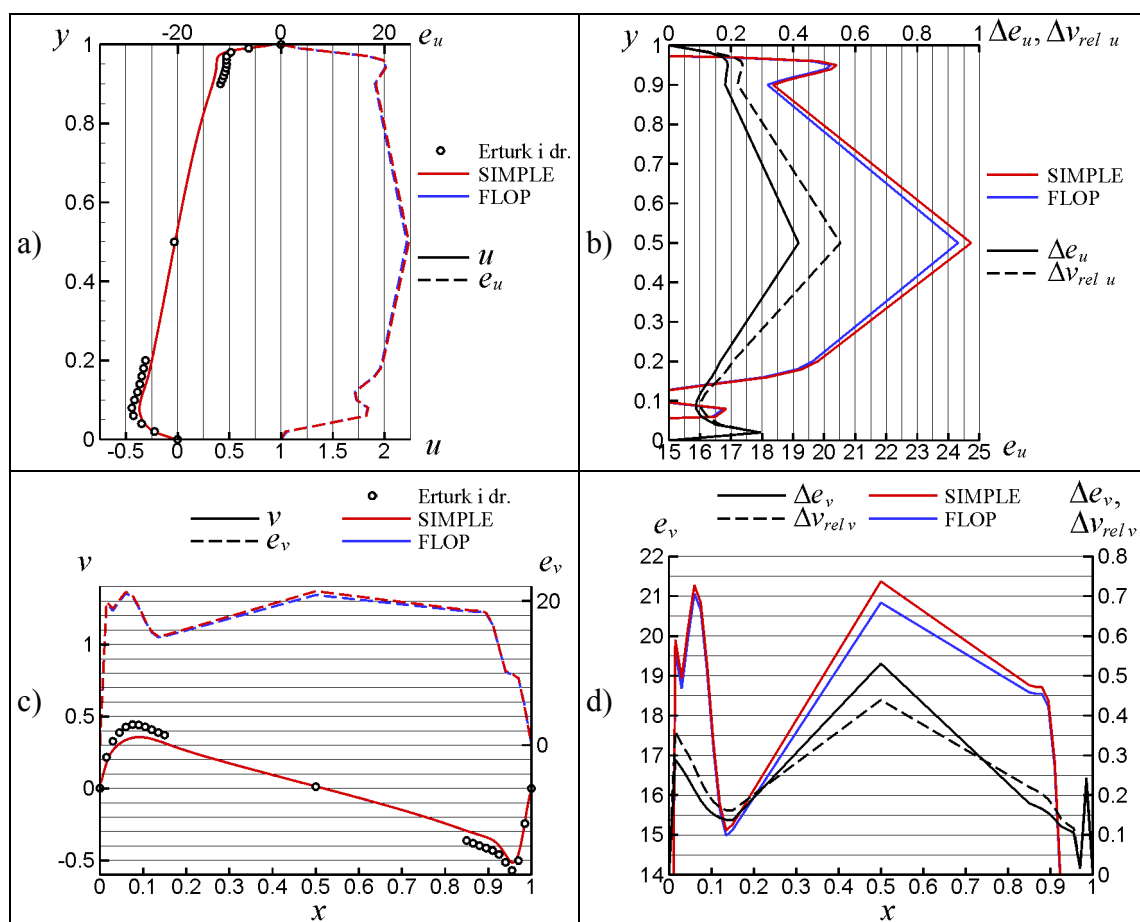 y -20 0 20 e_u
1
0.8
0.6
0.4
0.2
0
-0.5 0 0.5 1 u 2
a)
Erturk i dr.
SIMPLE
FLOP
u
e_u
y 0 0.2 0.4 0.6 0.8 1 Δe_u, Δv_rel u
1
0.9
0.8
0.7
0.6
0.5
0.4
0.3
0.2
0.1
0
15 16 17 18 19 20 21 22 23 24 25
e_u
b)
SIMPLE
FLOP
Δe_u
Δv_rel u
v
e_v
Erturk i dr.
SIMPLE
FLOP
v
e_v
1
0.5
0
-0.5
20
0
0 0.1 0.2 0.3 0.4 0.5 0.6 0.7 0.8 0.9 1
x
c)
Δe_v
Δv_rel v
SIMPLE
FLOP
Δe_v,
Δv_rel v
e_v
22
21
20
19
18
17
16
15
14
0.8
0.7
0.6
0.5
0.4
0.3
0.2
0.1
0
0 0.1 0.2 0.3 0.4 0.5 0.6 0.7 0.8 0.9 1
x
d)